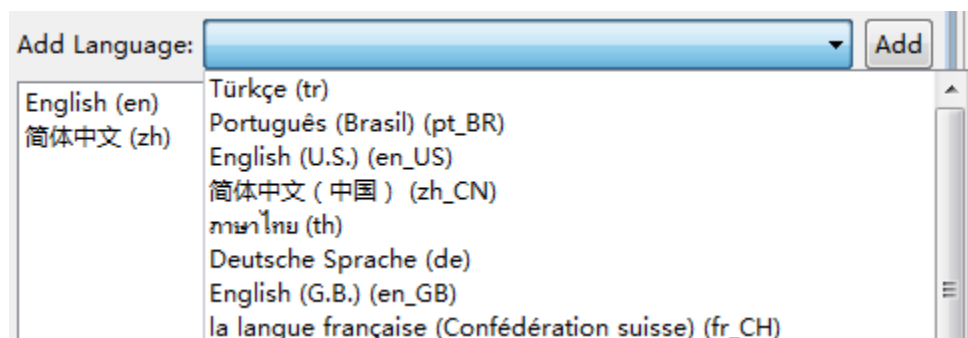 Add Language:
Add
English (en)
简体中文 (zh)
Türkçe (tr)
Português (Brasil) (pt_BR)
English (U.S.) (en_US)
简体中文（中国） (zh_CN)
ภาษาไทย (th)
Deutsche Sprache (de)
English (G.B.) (en_GB)
la langue française (Confédération suisse) (fr_CH)